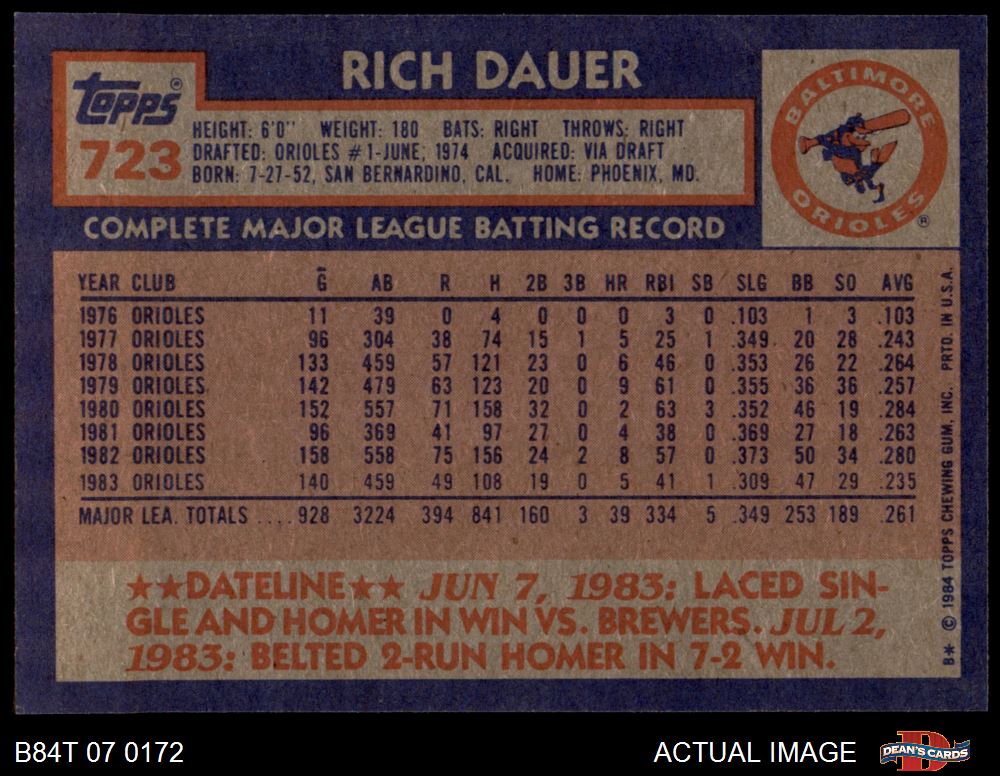 RICH DAUER
Topps®
723
HEIGHT: 6'0" WEIGHT: 180 BATS: RIGHT THROWS: RIGHT
DRAFTED: ORIOLES #1-JUNE, 1974 ACQUIRED: VIA DRAFT
BORN: 7-27-52, SAN BERNARDINO, CAL. HOME: PHOENIX, MD.
BALTIMORE
ORIOLES ®
COMPLETE MAJOR LEAGUE BATTING RECORD
YEAR CLUB G AB R H 2B 3B HR RBI SB SLG BB SO AVG
1976 ORIOLES 11 39 0 4 0 0 0 3 0 .103 1 3 .103
1977 ORIOLES 96 304 38 74 15 1 5 25 1 .349 20 28 .243
1978 ORIOLES 133 459 57 121 23 0 6 46 0 .353 26 22 .264
1979 ORIOLES 142 479 63 123 20 0 9 61 0 .355 36 36 .257
1980 ORIOLES 152 557 71 158 32 0 2 63 3 .352 46 19 .284
1981 ORIOLES 96 369 41 97 27 0 4 38 0 .369 27 18 .263
1982 ORIOLES 158 558 75 156 24 2 8 57 0 .373 50 34 .280
1983 ORIOLES 140 459 49 108 19 0 5 41 1 .309 47 29 .235
MAJOR LEA. TOTALS .... 928 3224 394 841 160 3 39 334 5 .349 253 189 .261
★★DATELINE★★ JUN 7, 1983: LACED SIN-
GLE AND HOMER IN WIN VS. BREWERS. JUL 2,
1983: BELTED 2-RUN HOMER IN 7-2 WIN.
B* © 1984 TOPPS CHEWING GUM, INC. PRTD. IN U.S.A.
B84T 07 0172
ACTUAL IMAGE
D
DEAN'S CARDS